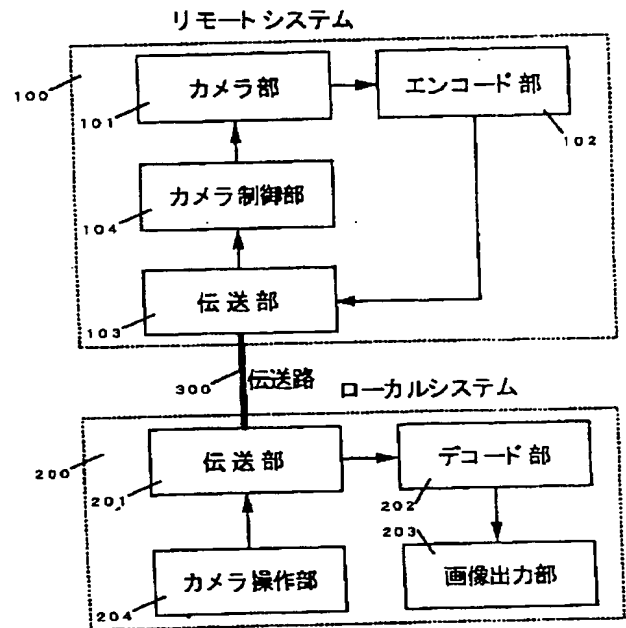 リモートシステム
100
カメラ部
101
エンコード部
102
カメラ制御部
104
伝送部
103
300
伝送路
ローカルシステム
200
伝送部
201
デコード部
202
203
カメラ操作部
204
画像出力部